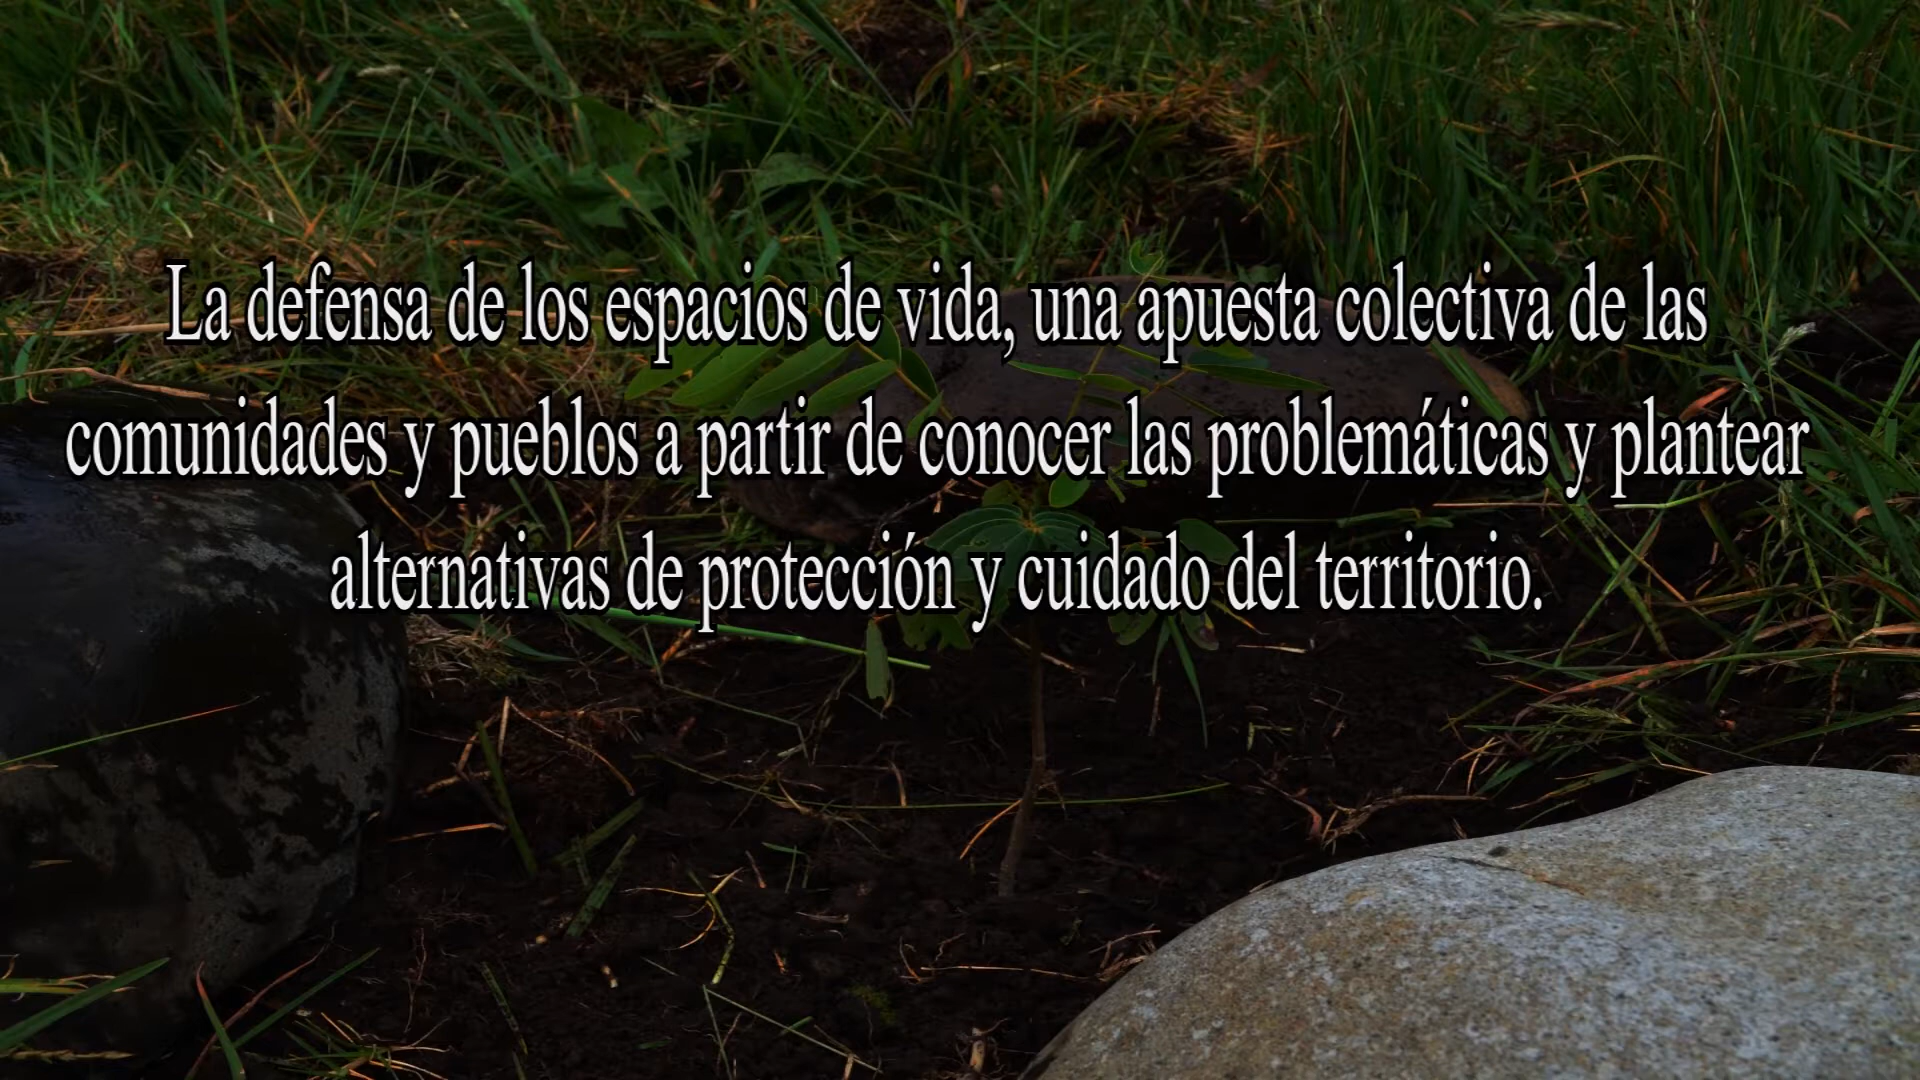 La defensa de los espacios de vida, una apuesta colectiva de las
comunidades y pueblos a partir de conocer las problemáticas y plantear
alternativas de protección y cuidado del territorio.